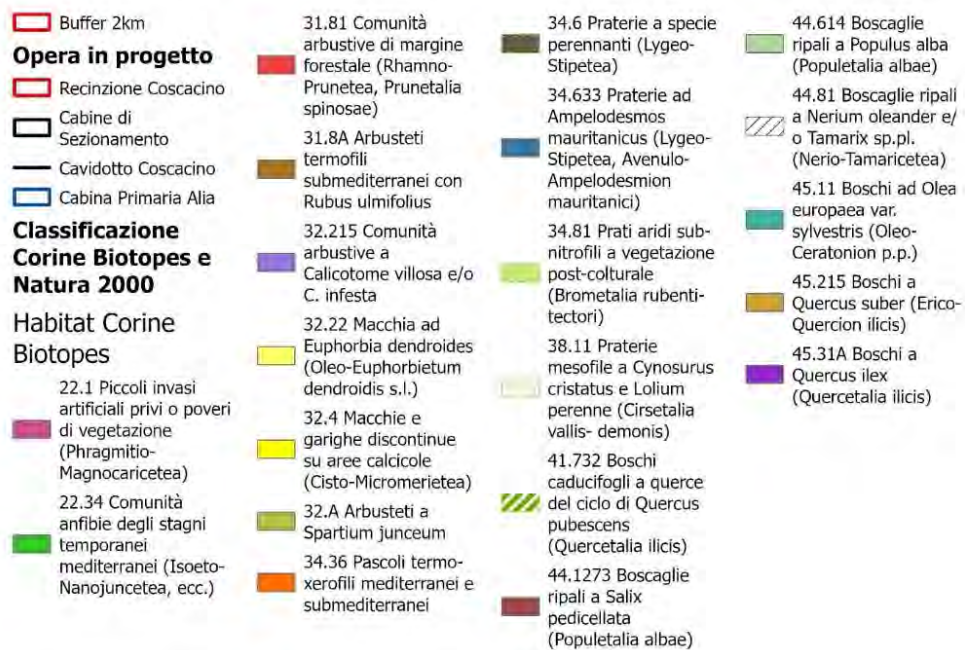 Buffer 2km
Opera in progetto
Recinzione Coscacino
Cabine di
Sezionamento
Cavidotto Coscacino
Cabina Primaria Alia
Classificazione
Corine Biotopes e
Natura 2000
Habitat Corine
Biotopes
22.1 Piccoli invasi
artificiali privi o poveri
di vegetazione
(Phragmitio-
Magnocaricetea)
22.34 Comunità
anfibie degli stagni
temporanei
mediterranei (Isoeto-
Nanojuncetea, ecc.)
31.81 Comunità
arbustive di margine
forestale (Rhamno-
Prunetea, Prunetalia
spinosae)
31.8A Arbusteti
termofili
submediterranei con
Rubus ulmifolius
32.215 Comunità
arbustive a
Calicotome villosa e/o
C. infesta
32.22 Macchia ad
Euphorbia dendroides
(Oleo-Euphorbietum
dendroidis s.l.)
32.4 Macchie e
garighe discontinue
su aree calcicole
(Cisto-Micromerietea)
32.A Arbusteti a
Spartium junceum
34.36 Pascoli termo-
xerofili mediterranei e
submediterranei
34.6 Praterie a specie
perennanti (Lygeo-
Stipetea)
34.633 Praterie ad
Ampelodesmos
mauritanicus (Lygeo-
Stipetea, Avenulo-
Ampelodesmion
mauritanici)
34.81 Prati aridi sub-
nitrofili a vegetazione
post-colturale
(Brometalia rubenti-
tectori)
38.11 Praterie
mesofile a Cynosurus
cristatus e Lolium
perenne (Cirsetalia
vallis- demonis)
41.732 Boschi
caducifogli a querce
del ciclo di Quercus
pubescens
(Quercetalia ilicis)
44.1273 Boscaglie
ripali a Salix
pedicellata
(Populetalia albae)
44.614 Boscaglie
ripali a Populus alba
(Populetalia albae)
44.81 Boscaglie ripali
a Nerium oleander e/
o Tamarix sp.pl.
(Nerio-Tamaricetea)
45.11 Boschi ad Olea
europaea var.
sylvestris (Oleo-
Ceratonion p.p.)
45.215 Boschi a
Quercus suber (Erico-
Quercion ilicis)
45.31A Boschi a
Quercus ilex
(Quercetalia ilicis)